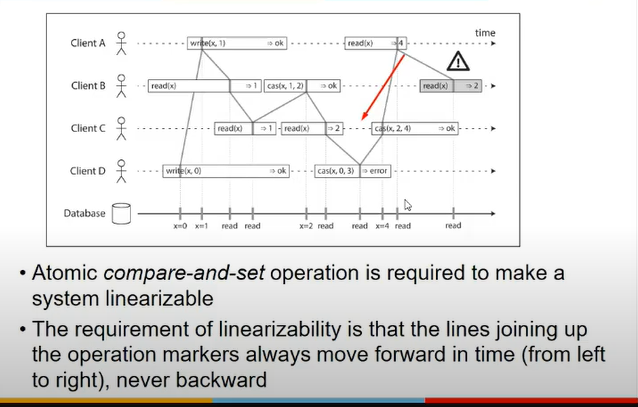 time
Client A write(x, 1) ⇒ ok read(x) ⇒ 4
Client B read(x) ⇒ 1 cas(x, 1, 2) ⇒ ok read(x) ⇒ 2
Client C read(x) ⇒ 1 read(x) ⇒ 2 cas(x, 2, 4) ⇒ ok
Client D write(x, 0) ⇒ ok cas(x, 0, 3) ⇒ error
Database
x=0 x=1 read read x=2 read read x=4 read read
• Atomic compare-and-set operation is required to make a
system linearizable
• The requirement of linearizability is that the lines joining up
the operation markers always move forward in time (from left
to right), never backward